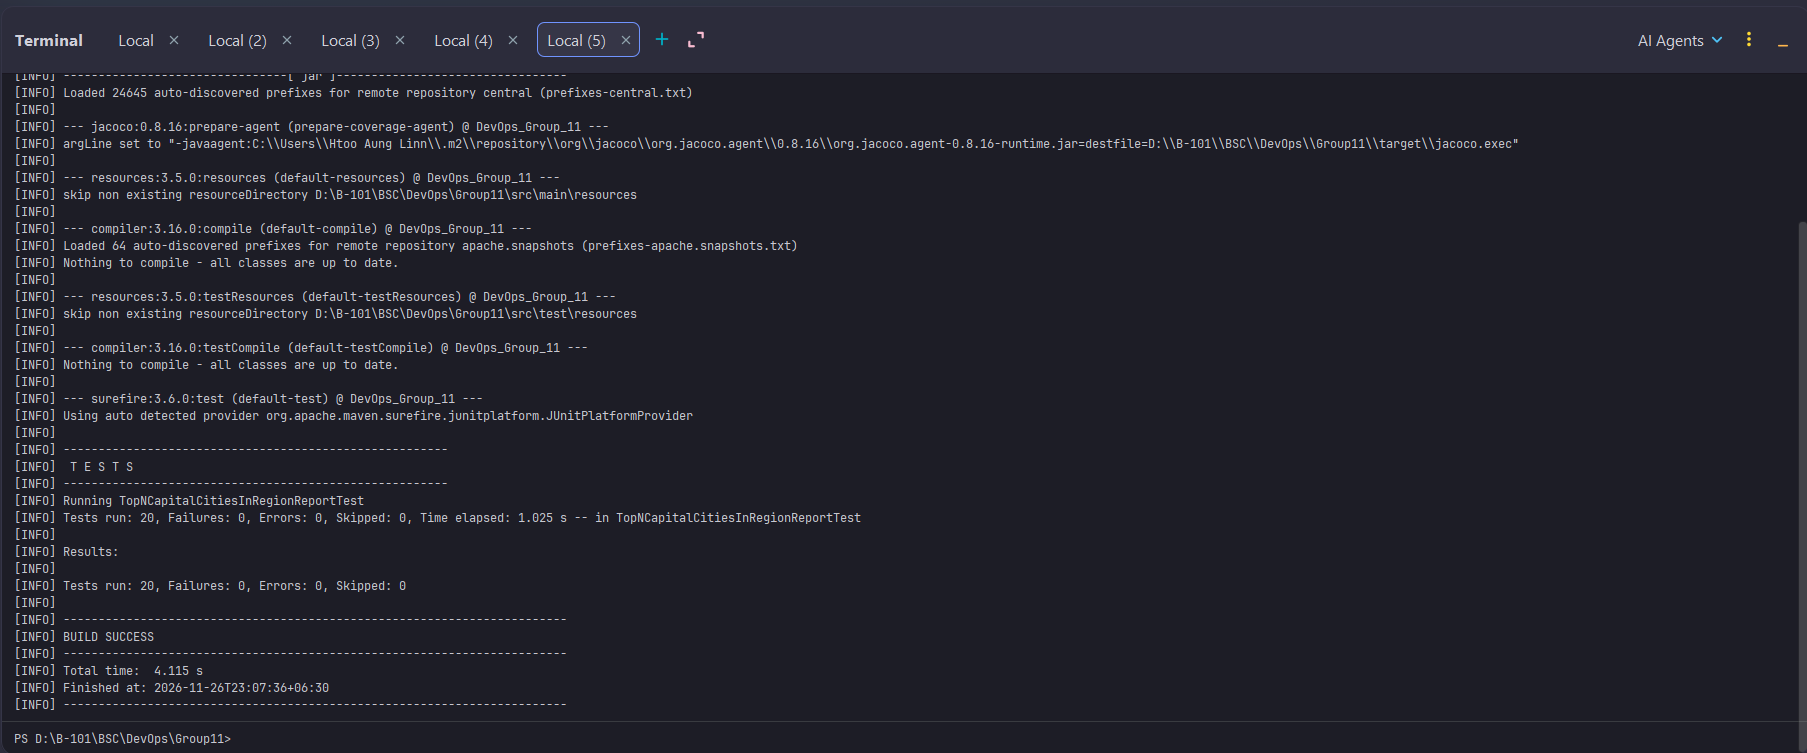 Terminal Local × Local (2) × Local (3) × Local (4) × Local (5) × + AI Agents
[INFO] --------------------------------[ jar ]---------------------------------
[INFO] Loaded 24645 auto-discovered prefixes for remote repository central (prefixes-central.txt)
[INFO]
[INFO] --- jacoco:0.8.16:prepare-agent (prepare-coverage-agent) @ DevOps_Group_11 ---
[INFO] argLine set to "-javaagent:C:\\Users\\Htoo Aung Linn\\.m2\\repository\\org\\jacoco\\org.jacoco.agent\\0.8.16\\org.jacoco.agent-0.8.16-runtime.jar=destfile=D:\\B-101\\BSC\\DevOps\\Group11\\target\\jacoco.exec"
[INFO]
[INFO] --- resources:3.5.0:resources (default-resources) @ DevOps_Group_11 ---
[INFO] skip non existing resourceDirectory D:\B-101\BSC\DevOps\Group11\src\main\resources
[INFO]
[INFO] --- compiler:3.16.0:compile (default-compile) @ DevOps_Group_11 ---
[INFO] Loaded 64 auto-discovered prefixes for remote repository apache.snapshots (prefixes-apache.snapshots.txt)
[INFO] Nothing to compile - all classes are up to date.
[INFO]
[INFO] --- resources:3.5.0:testResources (default-testResources) @ DevOps_Group_11 ---
[INFO] skip non existing resourceDirectory D:\B-101\BSC\DevOps\Group11\src\test\resources
[INFO]
[INFO] --- compiler:3.16.0:testCompile (default-testCompile) @ DevOps_Group_11 ---
[INFO] Nothing to compile - all classes are up to date.
[INFO]
[INFO] --- surefire:3.6.0:test (default-test) @ DevOps_Group_11 ---
[INFO] Using auto detected provider org.apache.maven.surefire.junitplatform.JUnitPlatformProvider
[INFO]
[INFO] -------------------------------------------------------
[INFO]  T E S T S
[INFO] -------------------------------------------------------
[INFO] Running TopNCapitalCitiesInRegionReportTest
[INFO] Tests run: 20, Failures: 0, Errors: 0, Skipped: 0, Time elapsed: 1.025 s -- in TopNCapitalCitiesInRegionReportTest
[INFO]
[INFO] Results:
[INFO]
[INFO] Tests run: 20, Failures: 0, Errors: 0, Skipped: 0
[INFO]
[INFO] ------------------------------------------------------------------------
[INFO] BUILD SUCCESS
[INFO] ------------------------------------------------------------------------
[INFO] Total time:  4.115 s
[INFO] Finished at: 2026-11-26T23:07:36+06:30
[INFO] ------------------------------------------------------------------------
PS D:\B-101\BSC\DevOps\Group11>